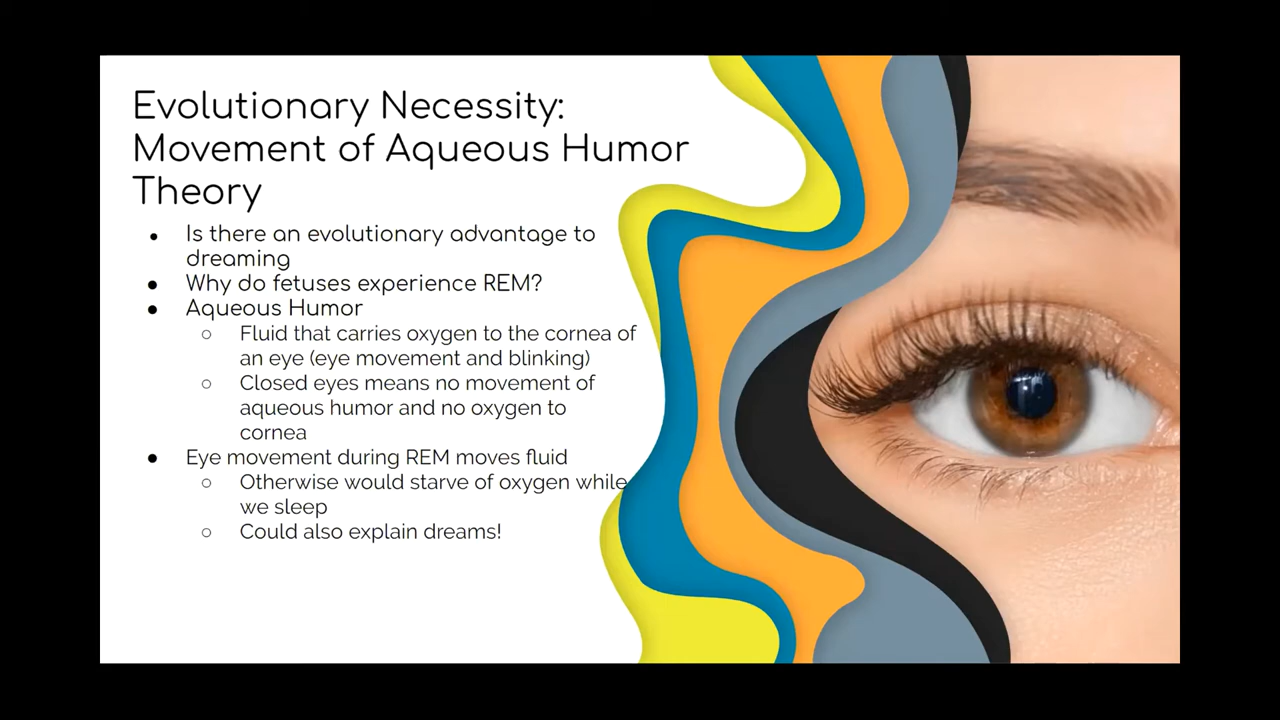 Evolutionary Necessity:
Movement of Aqueous Humor
Theory
● Is there an evolutionary advantage to
dreaming
● Why do fetuses experience REM?
● Aqueous Humor
○ Fluid that carries oxygen to the cornea of
an eye (eye movement and blinking)
○ Closed eyes means no movement of
aqueous humor and no oxygen to
cornea
● Eye movement during REM moves fluid
○ Otherwise would starve of oxygen while
we sleep
○ Could also explain dreams!